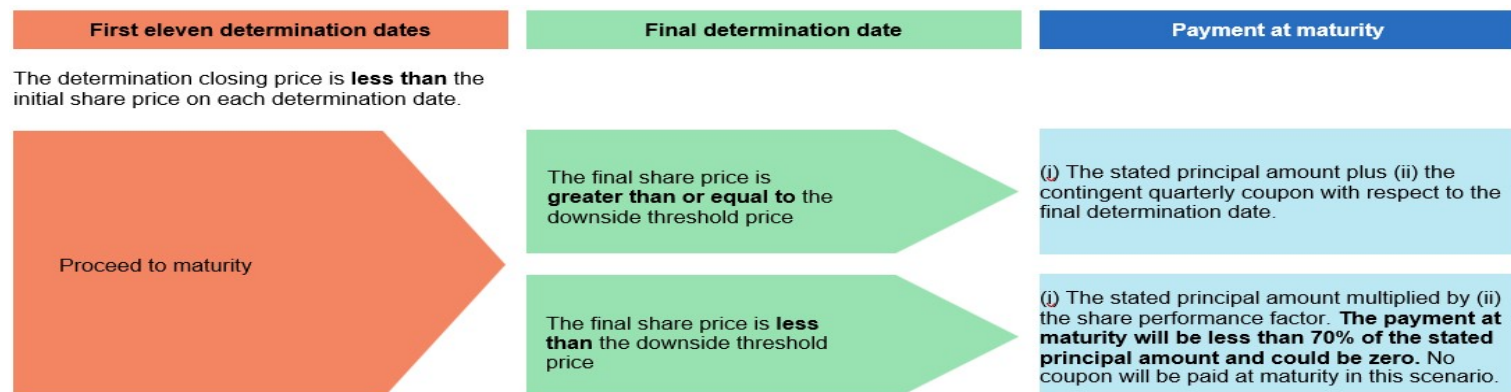 First eleven determination dates
Final determination date
Payment at maturity
The determination closing price is less than the
initial share price on each determination date.
Proceed to maturity
The final share price is
greater than or equal to the
downside threshold price
(i) The stated principal amount plus (ii) the
contingent quarterly coupon with respect to the
final determination date.
The final share price is less
than the downside threshold
price
(i) The stated principal amount multiplied by (ii)
the share performance factor. The payment at
maturity will be less than 70% of the stated
principal amount and could be zero. No
coupon will be paid at maturity in this scenario.